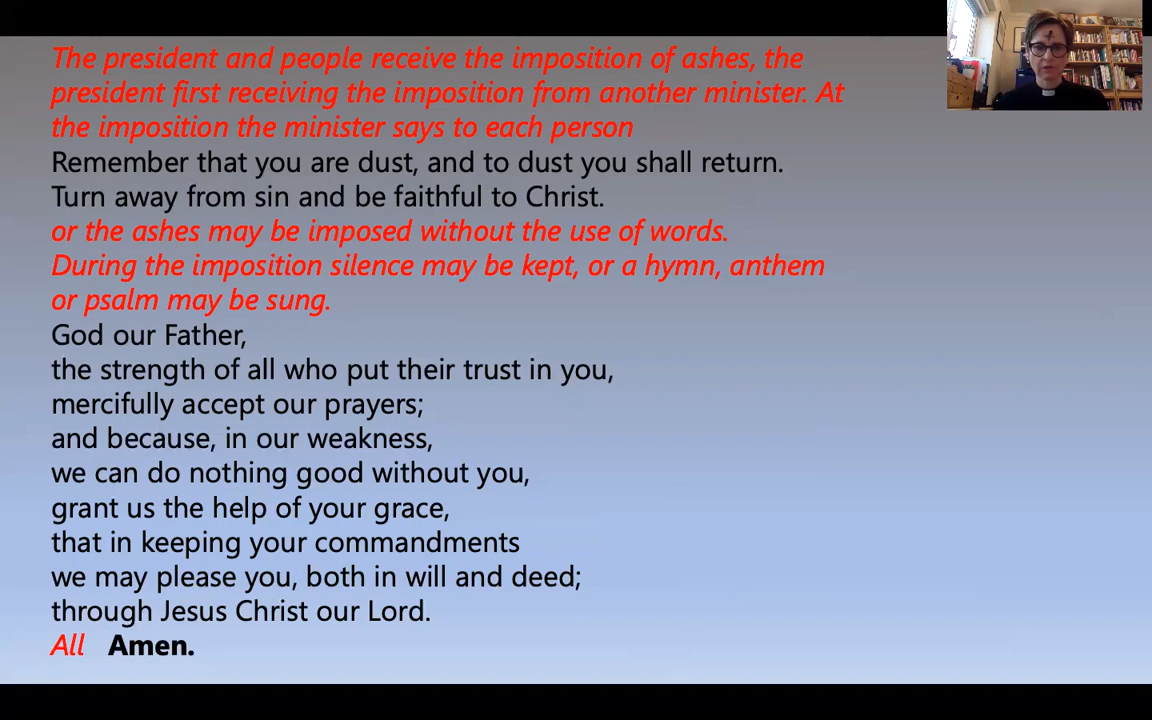 The president and people receive the imposition of ashes, the
president first receiving the imposition from another minister. At
the imposition the minister says to each person
Remember that you are dust, and to dust you shall return.
Turn away from sin and be faithful to Christ.
or the ashes may be imposed without the use of words.
During the imposition silence may be kept, or a hymn, anthem
or psalm may be sung.
God our Father,
the strength of all who put their trust in you,
mercifully accept our prayers;
and because, in our weakness,
we can do nothing good without you,
grant us the help of your grace,
that in keeping your commandments
we may please you, both in will and deed;
through Jesus Christ our Lord.
All Amen.